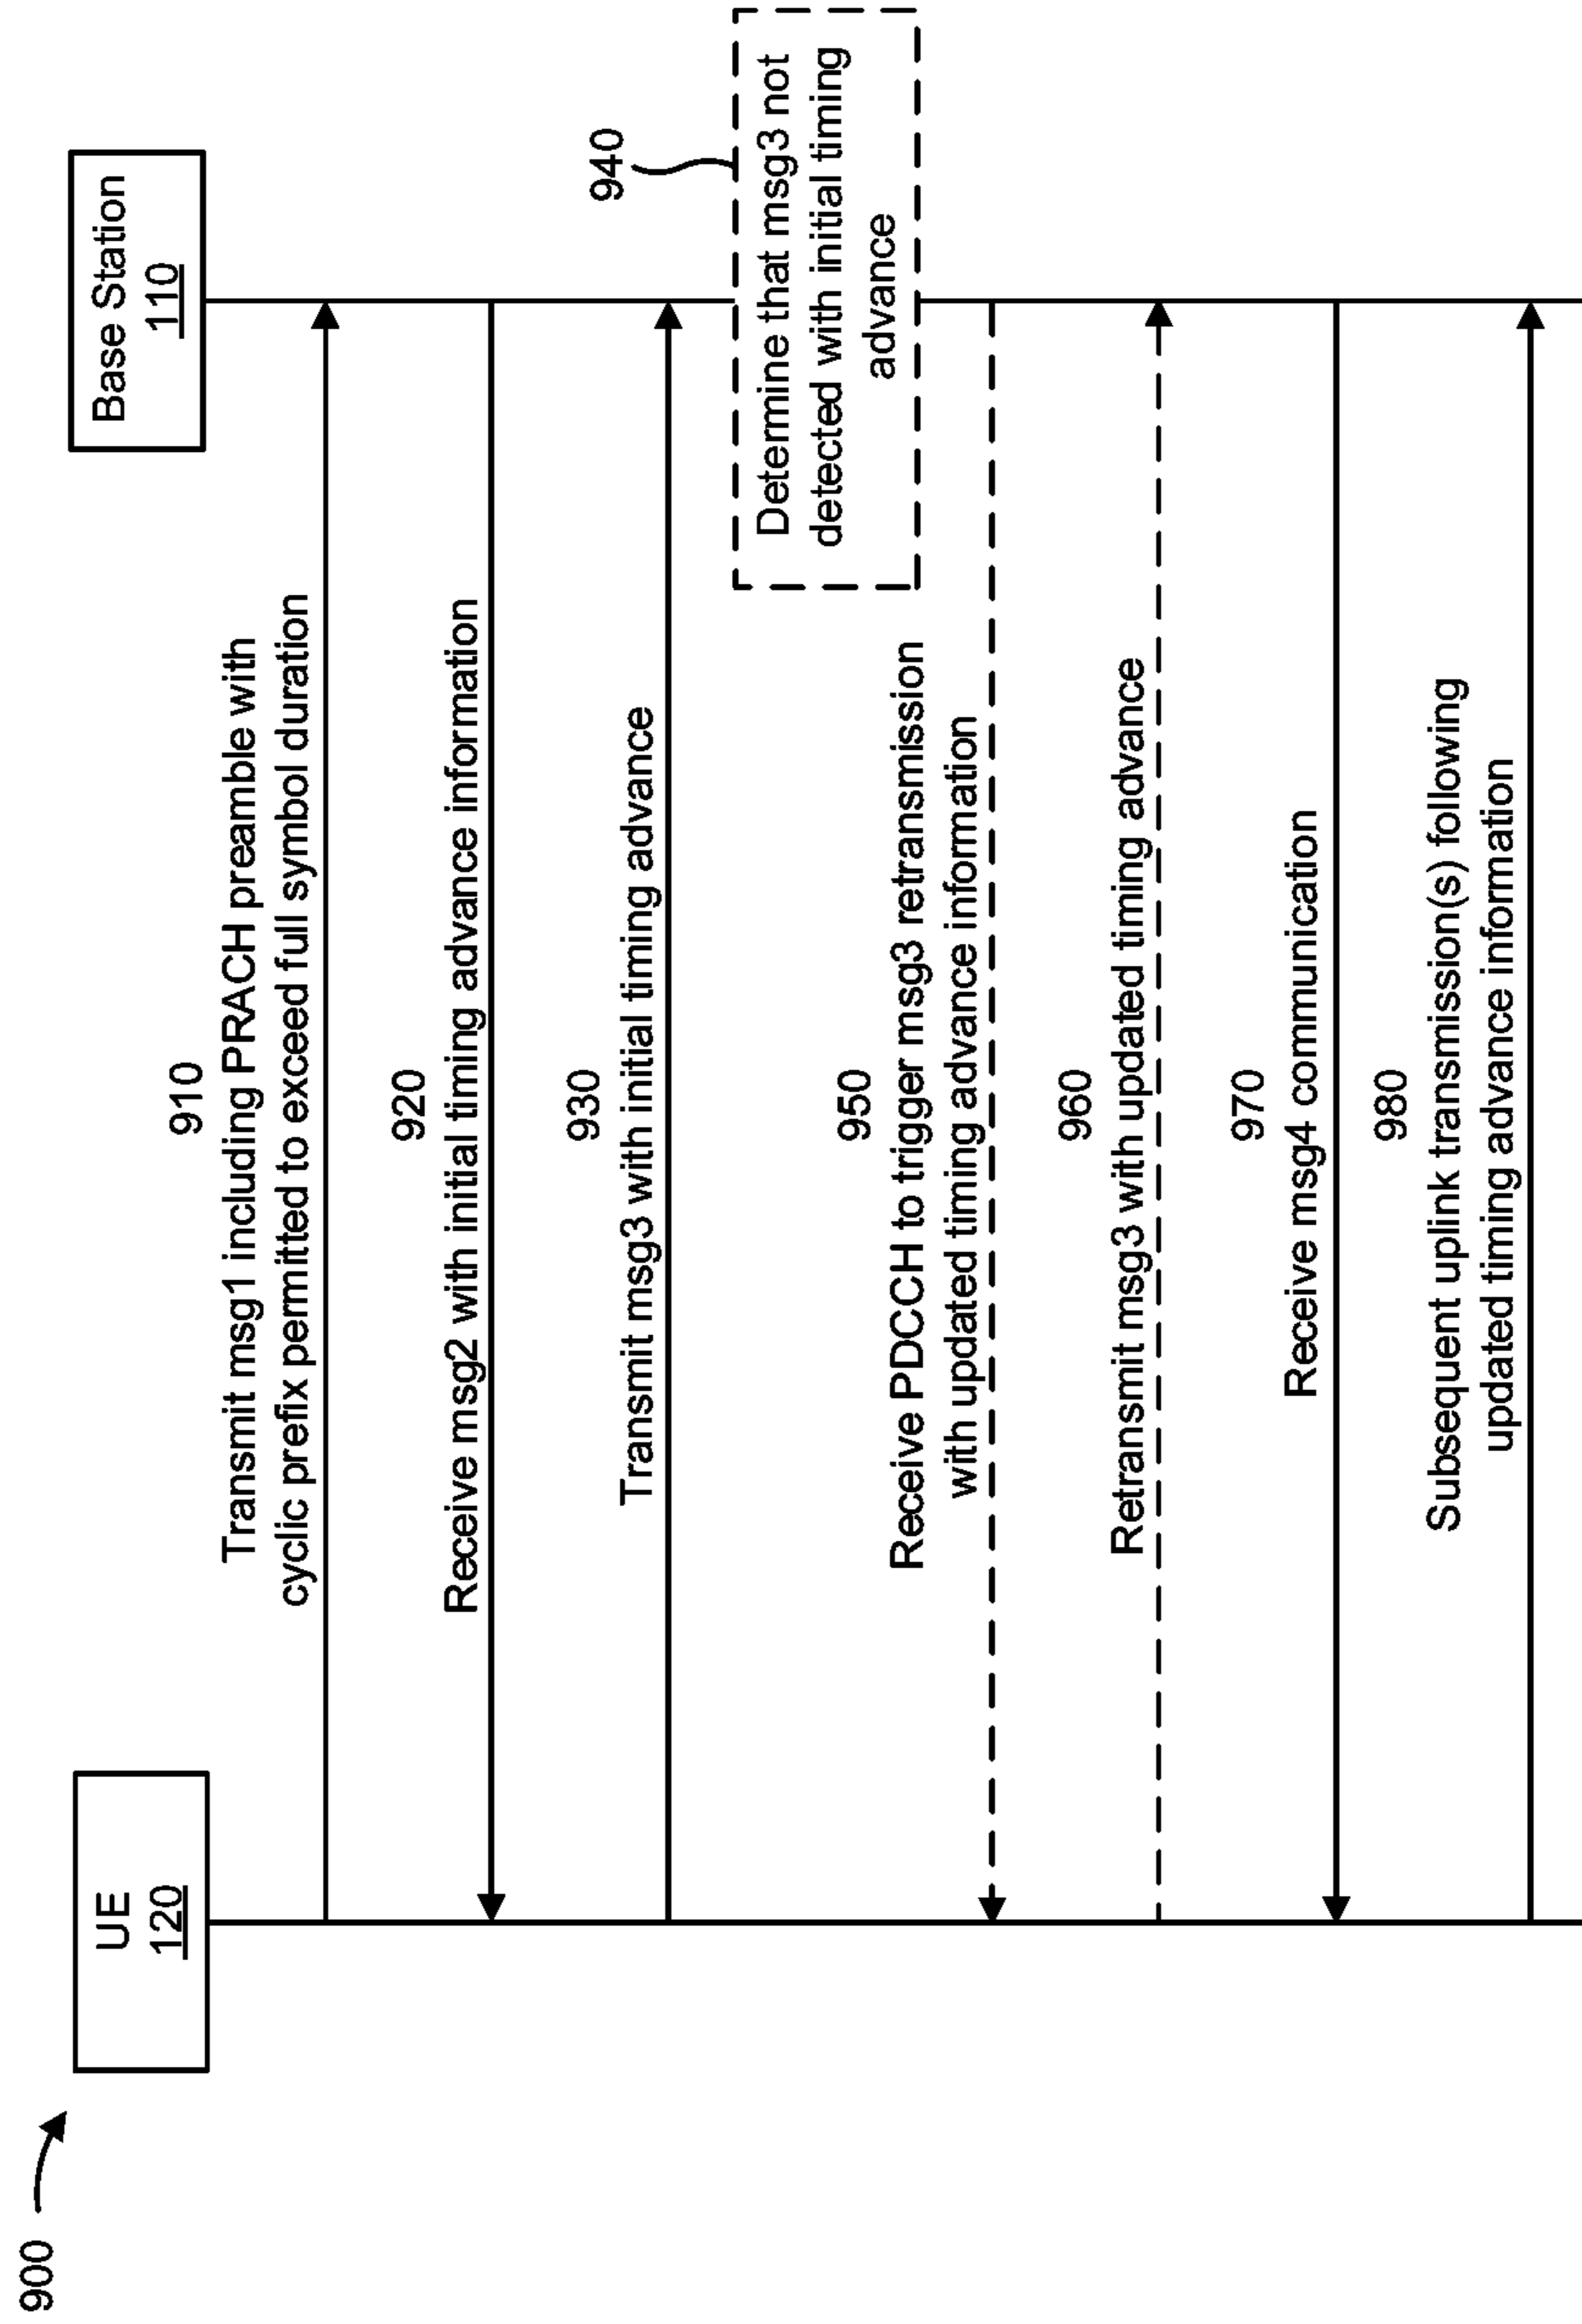 900
UE
120
Base Station
110
910
Transmit msg1 including PRACH preamble with
cyclic prefix permitted to exceed full symbol duration
920
Receive msg2 with initial timing advance information
930
Transmit msg3 with initial timing advance
940
Determine that msg3 not
detected with initial timing
advance
950
Receive PDCCH to trigger msg3 retransmission
with updated timing advance information
960
Retransmit msg3 with updated timing advance
970
Receive msg4 communication
980
Subsequent uplink transmission(s) following
updated timing advance information